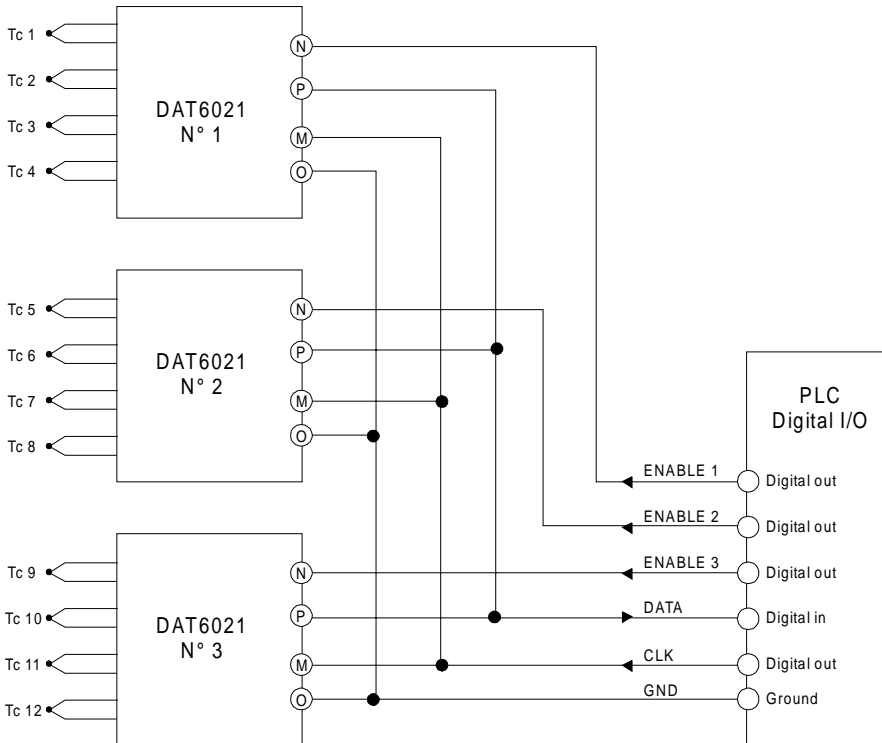 Tc 1
Tc 2
Tc 3
Tc 4
DAT6021
N° 1
N
P
M
O
Tc 5
Tc 6
Tc 7
Tc 8
DAT6021
N° 2
N
P
M
O
Tc 9
Tc 10
Tc 11
Tc 12
DAT6021
N° 3
N
P
M
O
ENABLE 1
ENABLE 2
ENABLE 3
DATA
CLK
GND
PLC
Digital I/O
Digital out
Digital out
Digital out
Digital in
Digital out
Ground